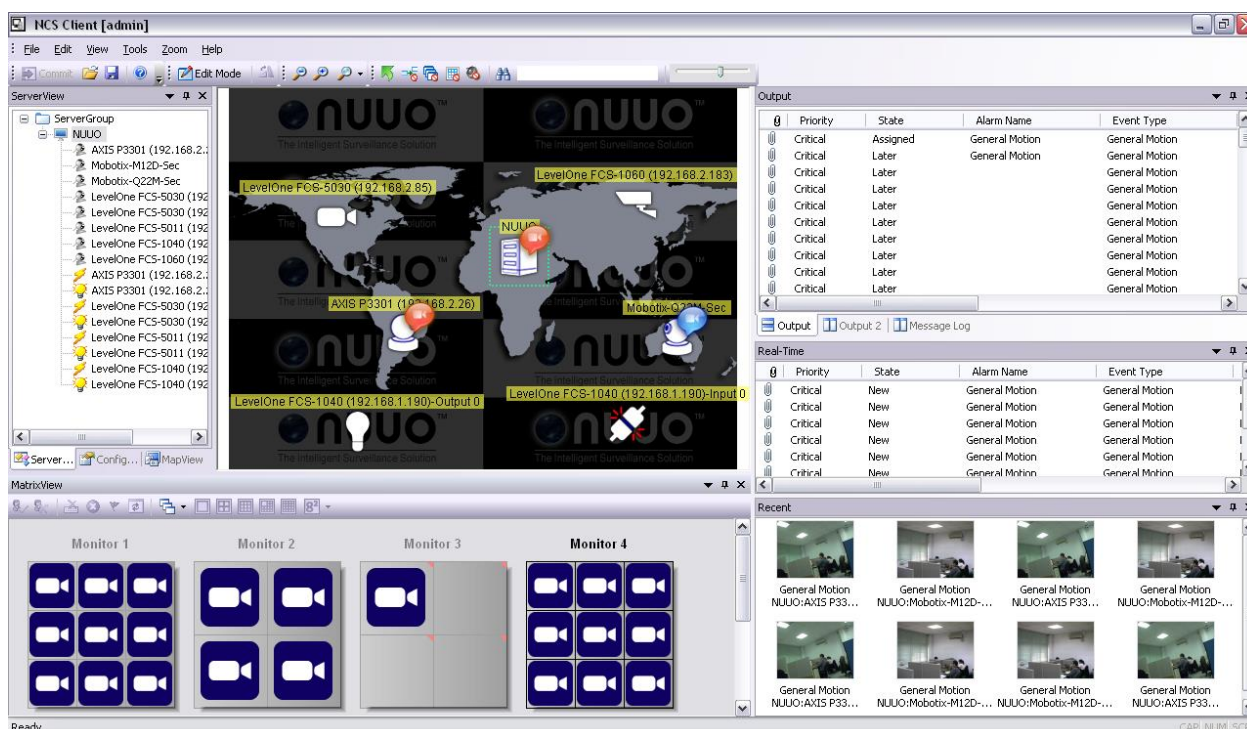 NCS Client [admin]
File Edit View Tools Zoom Help
Commit Edit Mode
ServerView
ServerGroup
NUUO
AXIS P3301 (192.168.2.
Mobotix-M12D-Sec
Mobotix-Q22M-Sec
LevelOne FCS-5030 (192
LevelOne FCS-5030 (192
LevelOne FCS-5011 (192
LevelOne FCS-1040 (192
LevelOne FCS-1060 (192
AXIS P3301 (192.168.2.
AXIS P3301 (192.168.2.
LevelOne FCS-5030 (192
LevelOne FCS-5030 (192
LevelOne FCS-5011 (192
LevelOne FCS-5011 (192
LevelOne FCS-1040 (192
LevelOne FCS-1040 (192
Server... Config... MapView
nuuo™ nuuo™
The Intelligent Surveillance Solution The Intelligent Surveillance Solution
LevelOne FCS-5030 (192.168.2.85)
LevelOne FCS-1060 (192.168.2.183)
NUUO
AXIS P3301 (192.168.2.26)
Mobotix-Q22M-Sec
LevelOne FCS-1040 (192.168.1.190)-Output 0
LevelOne FCS-1040 (192.168.1.190)-Input 0
Output
Priority State Alarm Name Event Type
Critical Assigned General Motion General Motion
Critical Later General Motion General Motion
Critical Later General Motion
Critical Later General Motion
Critical Later General Motion
Critical Later General Motion
Critical Later General Motion
Critical Later General Motion
Critical Later General Motion
Critical Later General Motion
Output Output 2 Message Log
Real-Time
Priority State Alarm Name Event Type
Critical New General Motion General Motion
Critical New General Motion General Motion
Critical New General Motion General Motion
Critical New General Motion General Motion
Critical New General Motion General Motion
Critical New General Motion General Motion
MatrixView
Monitor 1 Monitor 2 Monitor 3 Monitor 4
Recent
General Motion General Motion General Motion General Motion
NUUO:AXIS P33... NUUO:Mobotix-M12D-... NUUO:AXIS P33... NUUO:Mobotix-M12D-...
General Motion General Motion General Motion General Motion
NUUO:AXIS P33... NUUO:Mobotix-M12D-... NUUO:Mobotix-M12D-... NUUO:AXIS P33...
Ready
CAP NUM SC